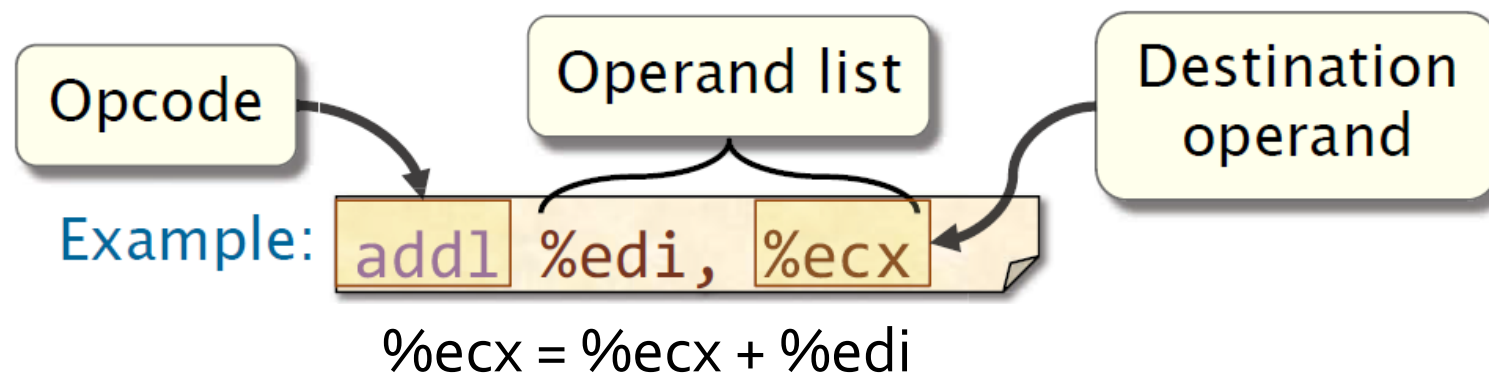 Opcode
Operand list
Destination
operand
Example: addl %edi, %ecx
%ecx = %ecx + %edi